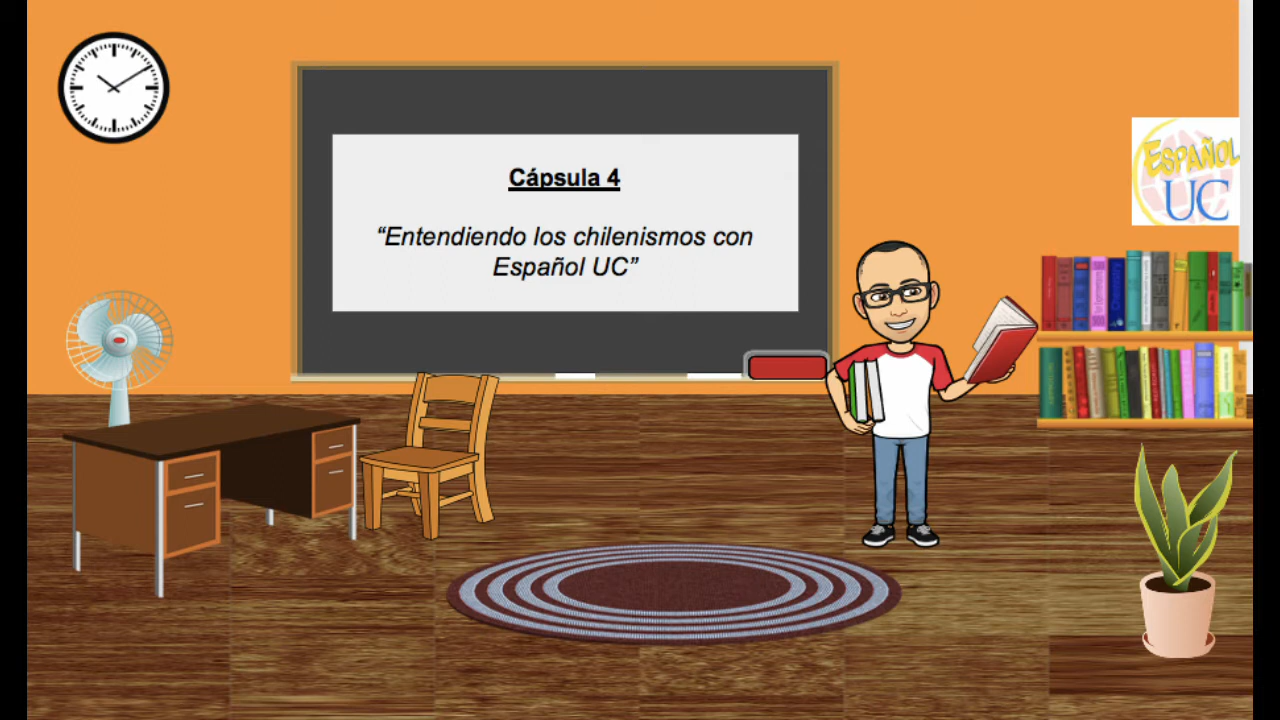 Cápsula 4
“Entendiendo los chilenismos con
Español UC”
ESPAÑOL
UC